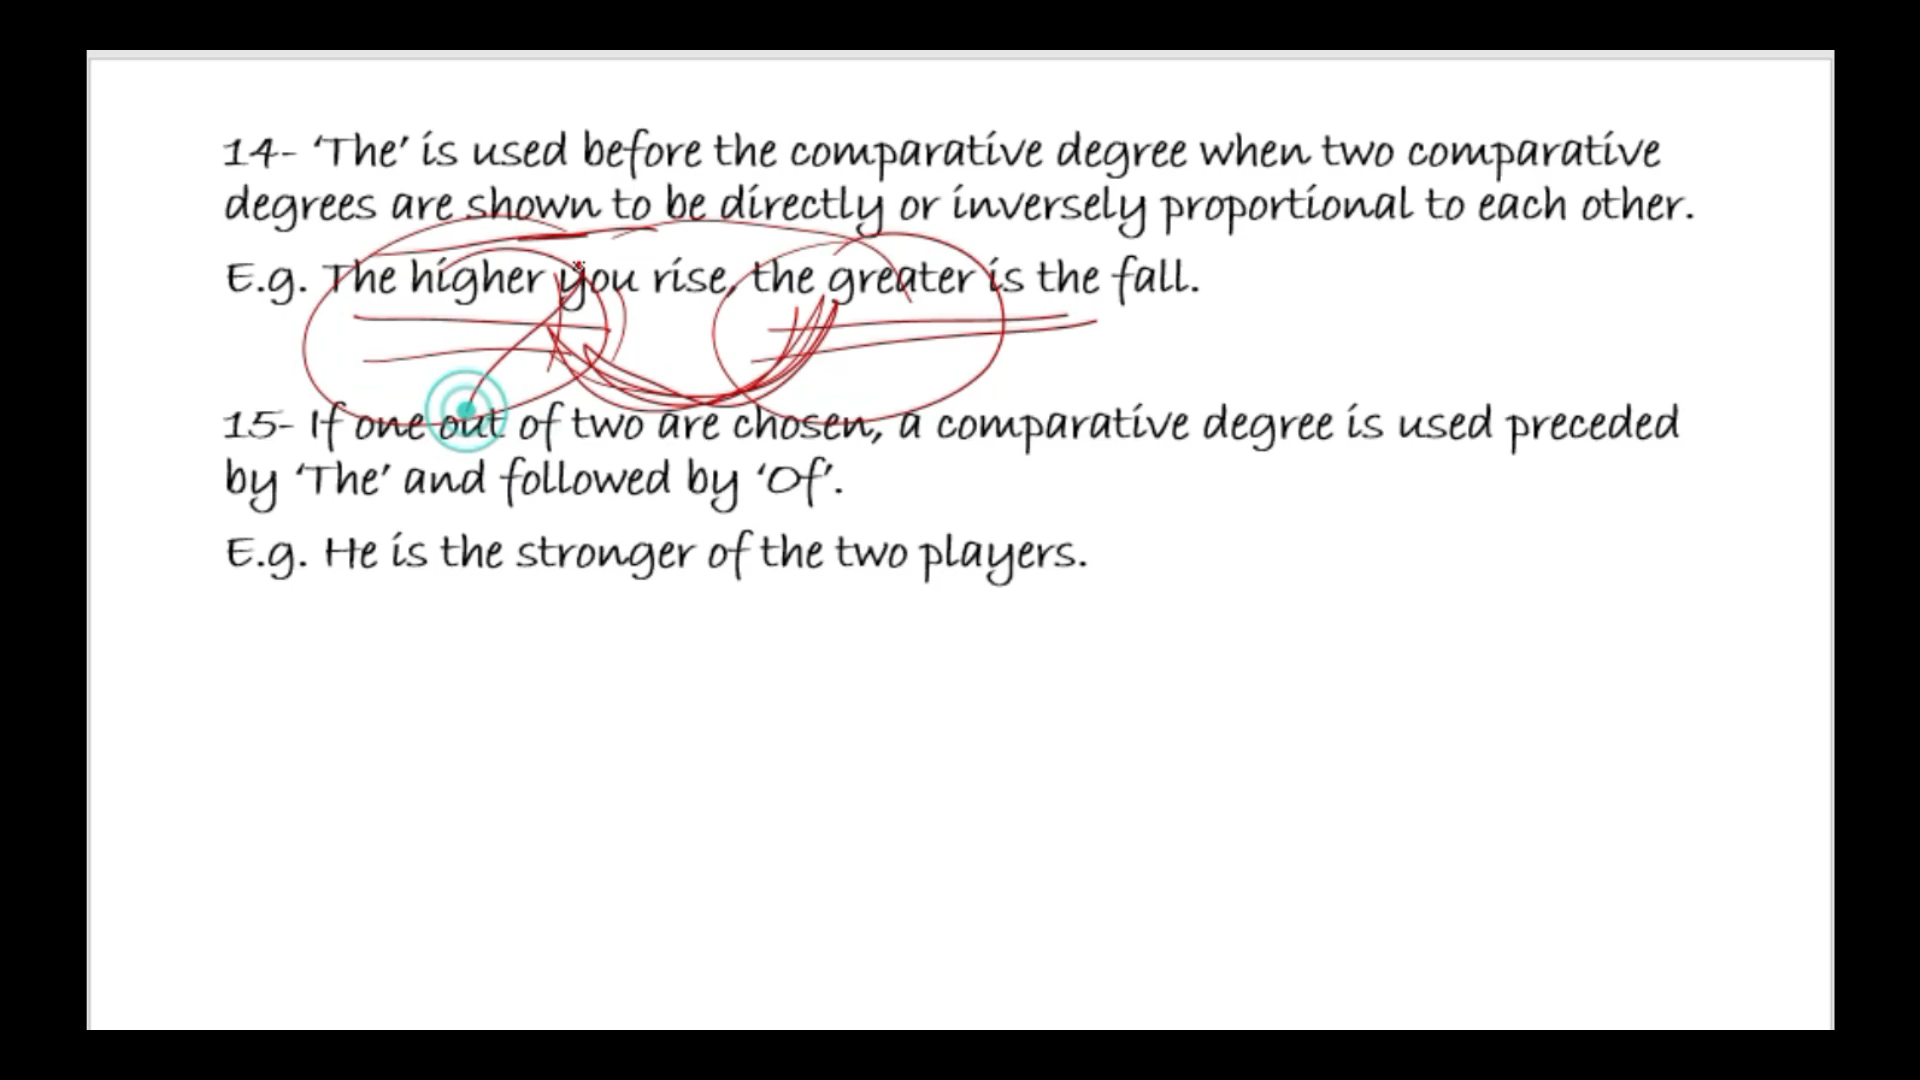 14- ‘The’ is used before the comparative degree when two comparative
degrees are shown to be directly or inversely proportional to each other.
E.g. The higher you rise, the greater is the fall.
15- If one out of two are chosen, a comparative degree is used preceded
by ‘The’ and followed by ‘Of’.
E.g. He is the stronger of the two players.